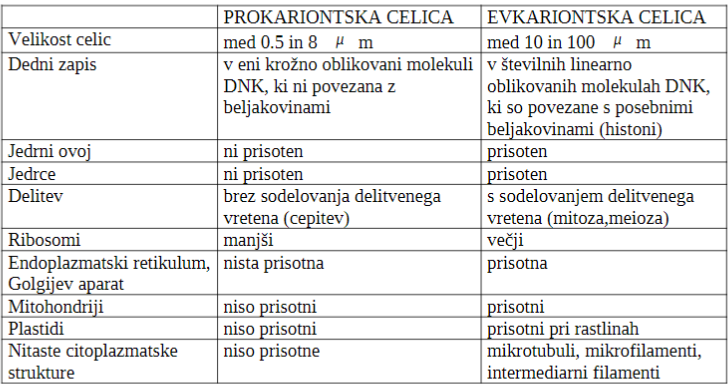 PROKARIONTSKA CELICA EVKARIONTSKA CELICA
Velikost celic med 0.5 in 8 μ m med 10 in 100 μ m
Dedni zapis v eni krožno oblikovani molekuli v številnih linearno
DNK, ki ni povezana z oblikovanih molekulah DNK,
beljakovinami ki so povezane s posebnimi
beljakovinami (histoni)
Jedrni ovoj ni prisoten prisoten
Jedrce ni prisoten prisoten
Delitev brez sodelovanja delitvenega s sodelovanjem delitvenega
vretena (cepitev) vretena (mitoza,meioza)
Ribosomi manjši večji
Endoplazmatski retikulum, nista prisotna prisotna
Golgijev aparat
Mitohondriji niso prisotni prisotni
Plastidi niso prisotni prisotni pri rastlinah
Nitaste citoplazmatske niso prisotne mikrotubuli, mikrofilamenti,
strukture intermediarni filamenti